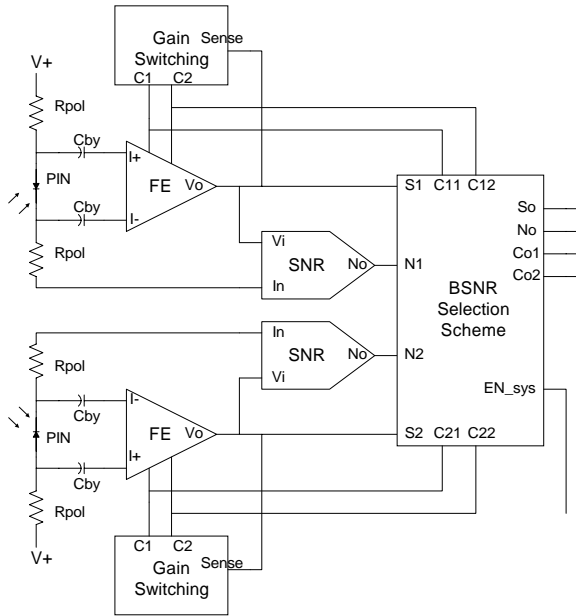 Gain
Switching
Sense
C1 C2
V+
Rpol
Cby
PIN
I+
FE
Vo
I-
Cby
Rpol
S1 C11 C12
So
No
Co1
Co2
Vi
SNR
No
In
N1
BSNR
Selection
Scheme
In
SNR
No
Vi
N2
EN_sys
Rpol
Cby
I-
PIN
FE
Vo
I+
Cby
S2 C21 C22
Rpol
V+
C1 C2
Sense
Gain
Switching